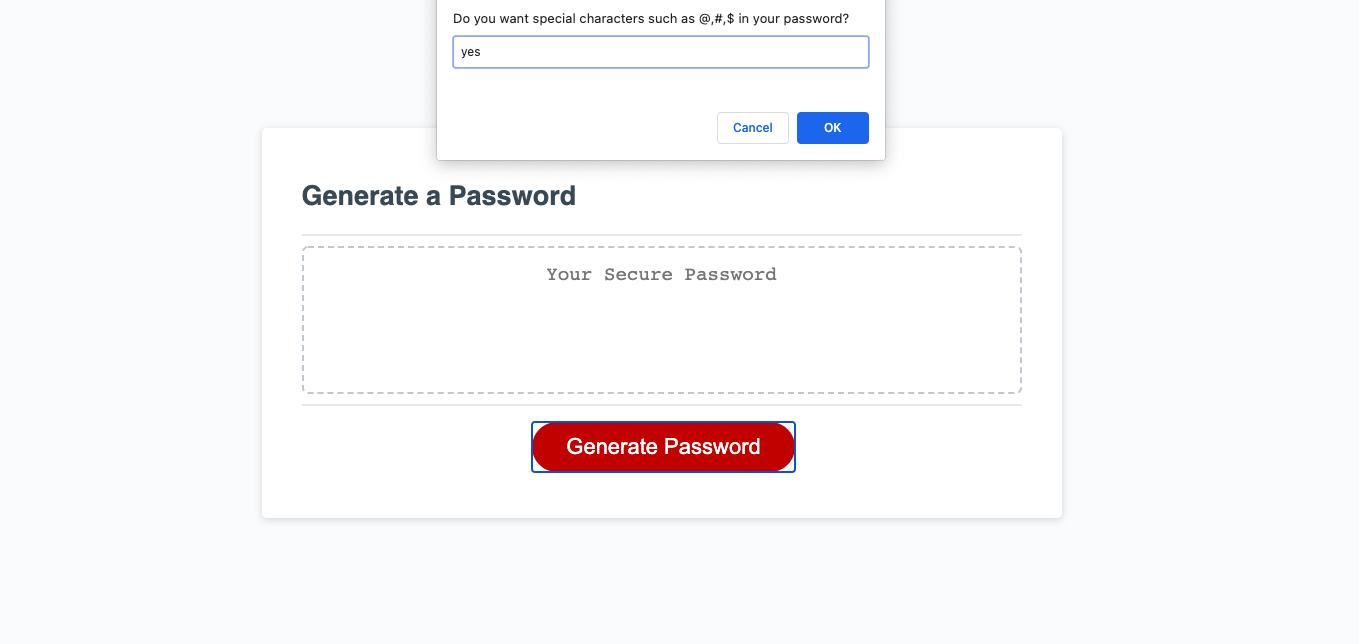 Do you want special characters such as @,#,$ in your password?
yes
Cancel
OK
Generate a Password
Your Secure Password
Generate Password